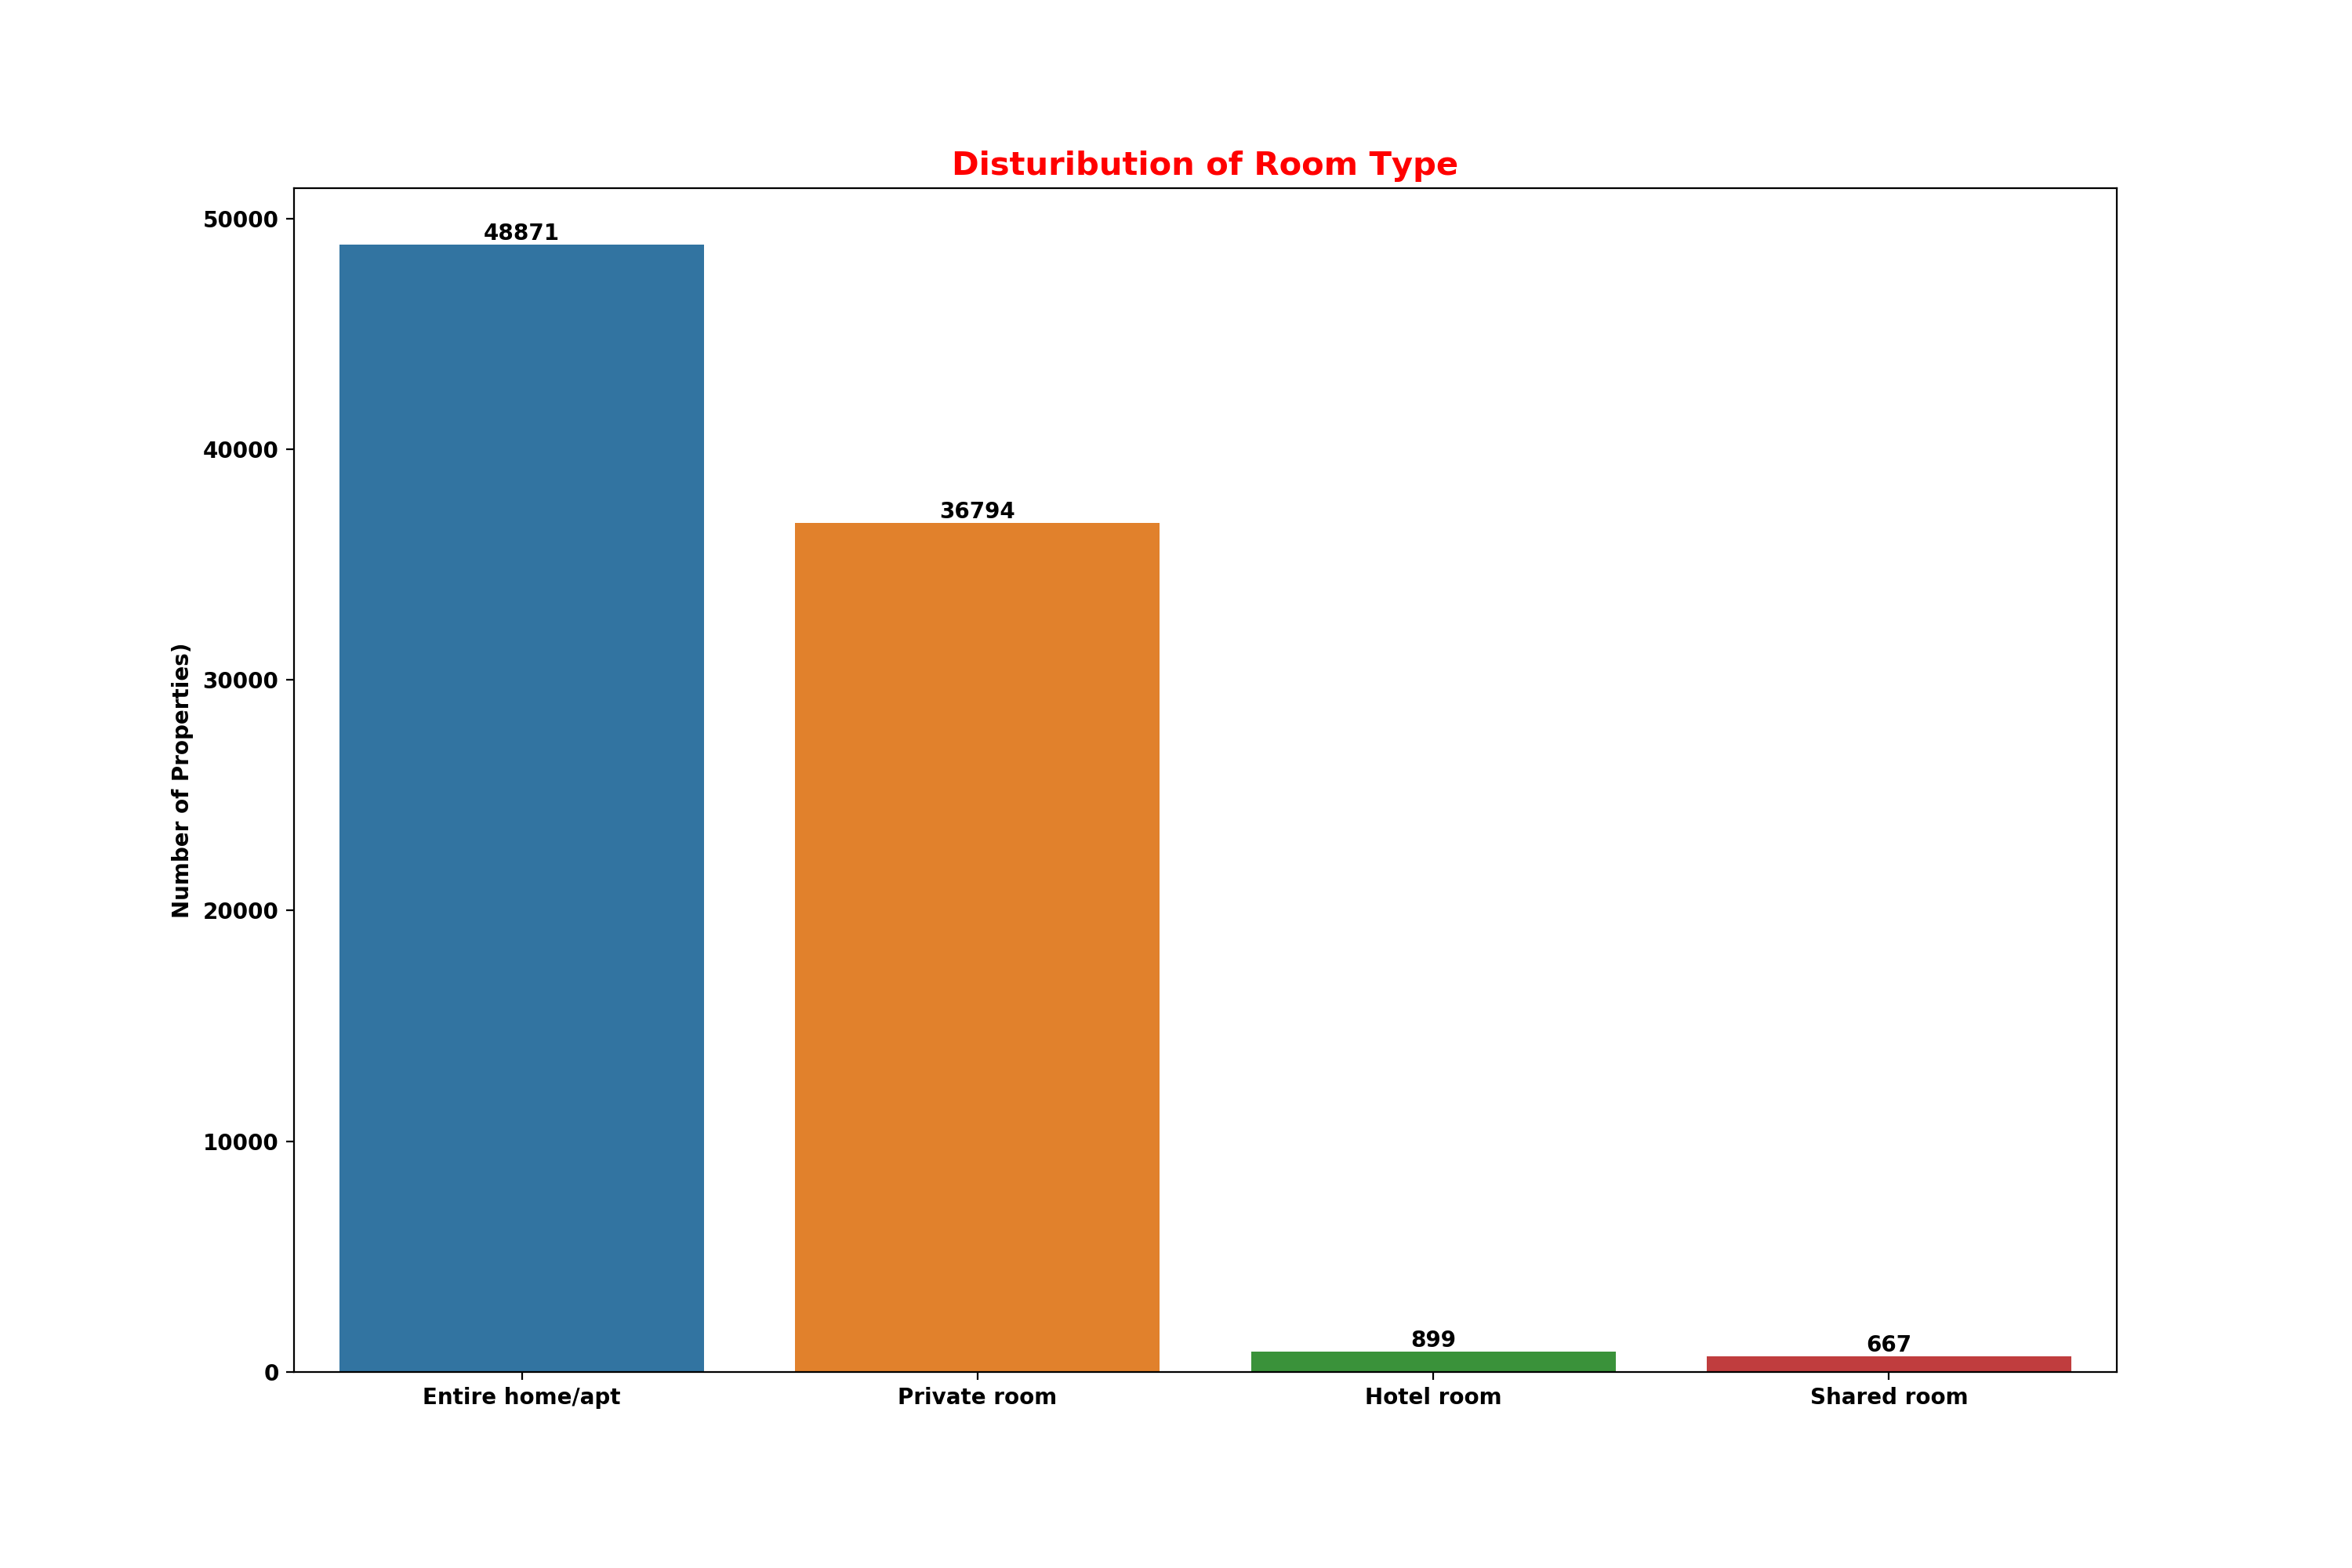 Disturibution of Room Type
Number of Properties)
50000
40000
30000
20000
10000
0
48871
36794
899
667
Entire home/apt
Private room
Hotel room
Shared room